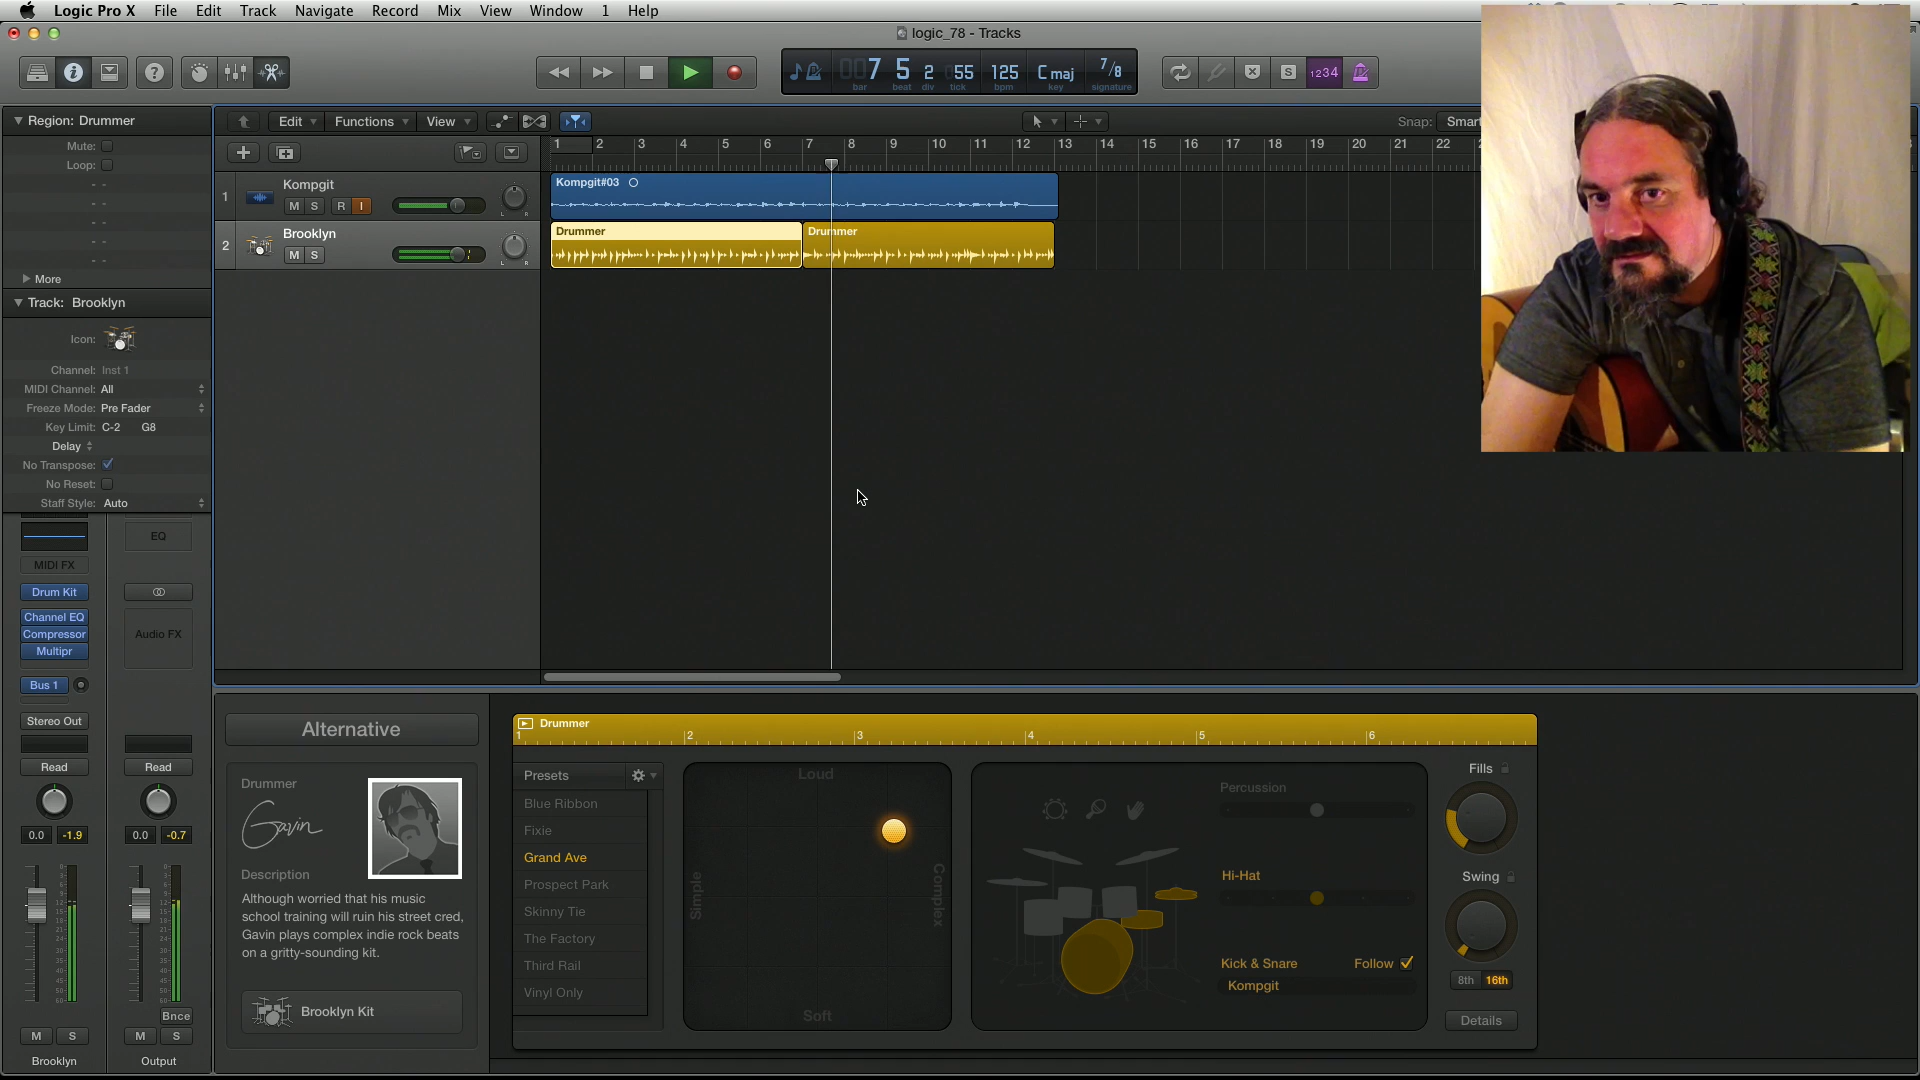 Logic Pro X File Edit Track Navigate Record Mix View Window 1 Help
logic_78 - Tracks
007 5 2 055 125 C maj 7/8
bar beat div tick bpm key signature
S 1234
Region: Drummer
Edit Functions View
Snap: Smart
Mute:
Loop:
- -
- -
- -
- -
- -
More
1 2 3 4 5 6 7 8 9 10 11 12 13 14 15 16 17 18 19 20 21 22
1 Kompgit
M S R I
L R
Kompgit#03
2 Brooklyn
M S
L R
Drummer Drummer
Track: Brooklyn
Icon:
Channel: Inst 1
MIDI Channel: All
Freeze Mode: Pre Fader
Key Limit: C-2 G8
Delay
No Transpose:
No Reset:
Staff Style: Auto
EQ
MIDI FX
Drum Kit
Channel EQ
Compressor
Multipr
Audio FX
Bus 1
Stereo Out
Read Read
0.0 -1.9 0.0 -0.7
Bnce
M S M S
Brooklyn Output
Alternative
Drummer
Gavin
Description
Although worried that his music
school training will ruin his street cred,
Gavin plays complex indie rock beats
on a gritty-sounding kit.
Brooklyn Kit
Drummer
1 2 3 4 5 6
Presets
Blue Ribbon
Fixie
Grand Ave
Prospect Park
Skinny Tie
The Factory
Third Rail
Vinyl Only
Loud
Simple
Complex
Soft
Percussion
Hi-Hat
Kick & Snare Follow
Kompgit
Fills
Swing
8th 16th
Details